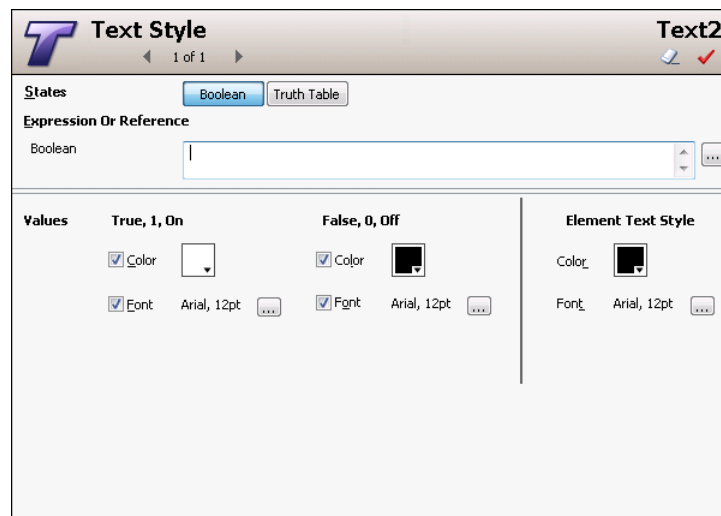 Text Style
Text2
1 of 1
States
Boolean
Truth Table
Expression Or Reference
Boolean
...
Values
True, 1, On
False, 0, Off
Element Text Style
Color
Color
Color
Font
Arial, 12pt
...
Font
Arial, 12pt
...
Font
Arial, 12pt
...